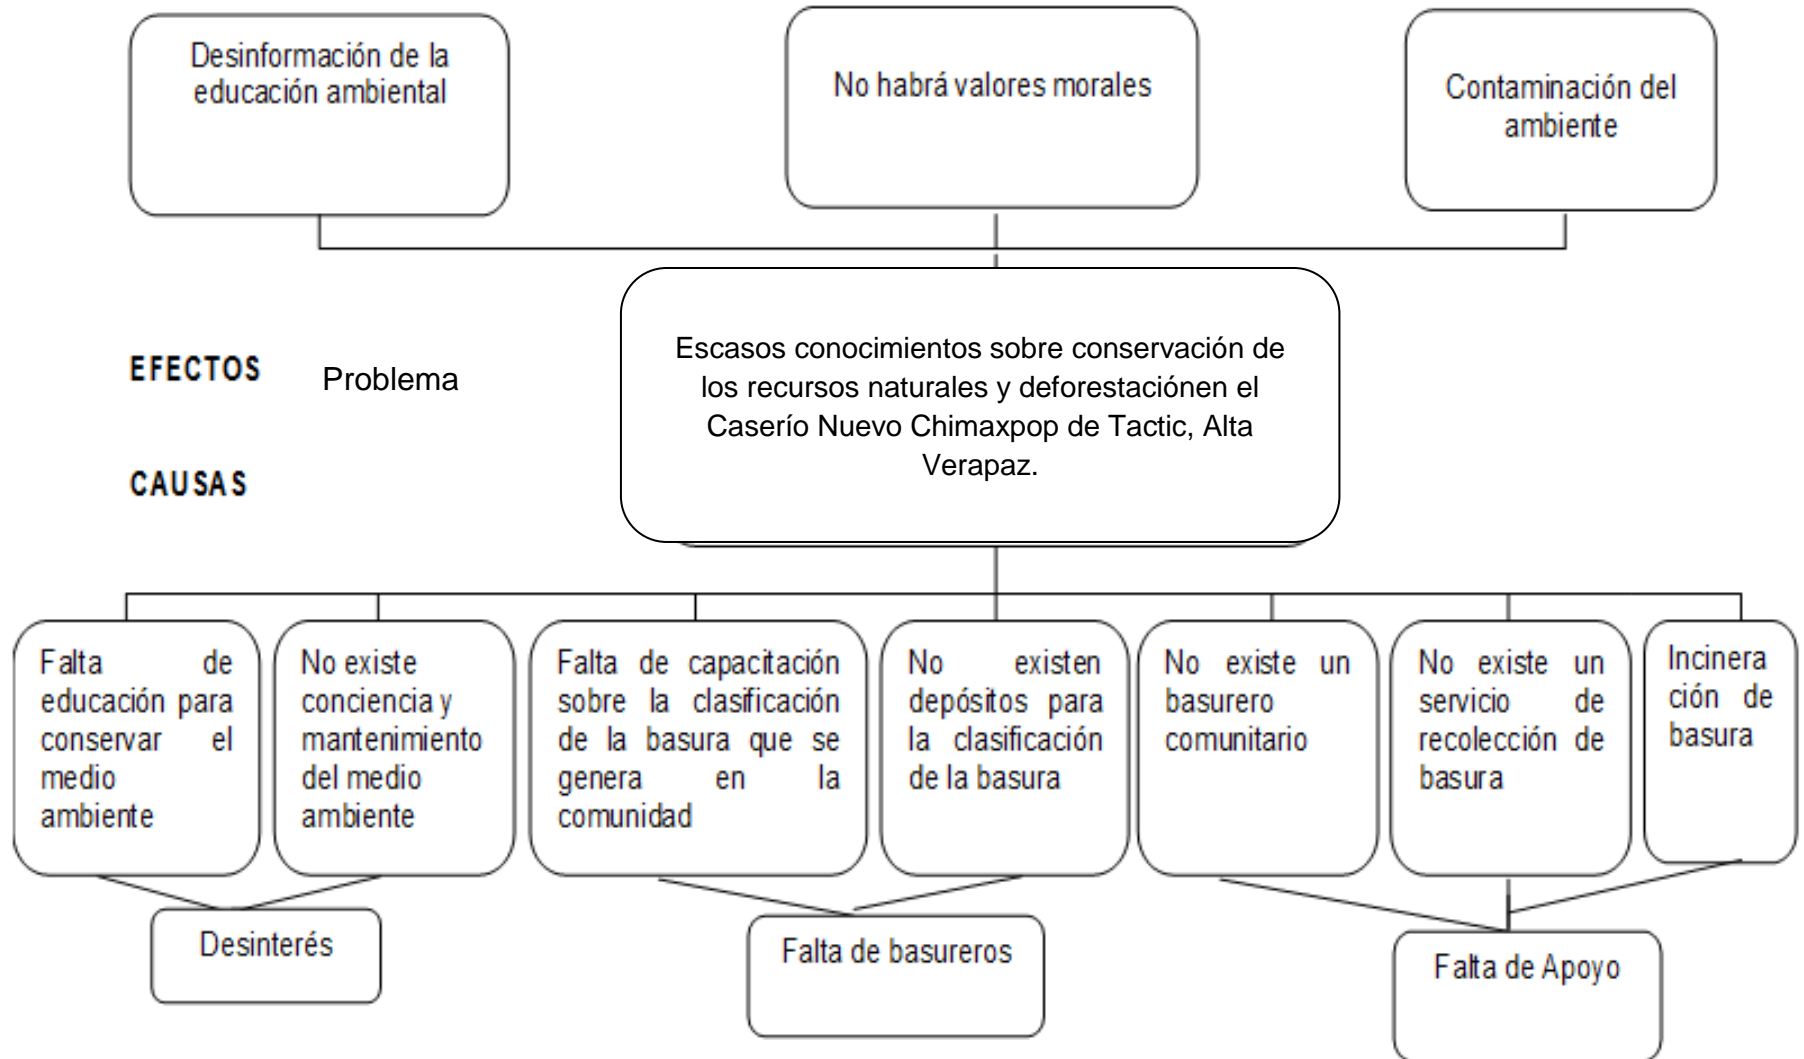 Desinformación de la
educación ambiental
No habrá valores morales
Contaminación del
ambiente
EFECTOS
Problema
Escasos conocimientos sobre conservación de
los recursos naturales y deforestaciónen el
Caserío Nuevo Chimaxpop de Tactic, Alta
Verapaz.
CAUSAS
Falta de
educación para
conservar el
medio
ambiente
No existe
conciencia y
mantenimiento
del medio
ambiente
Falta de capacitación
sobre la clasificación
de la basura que se
genera en la
comunidad
No existen
depósitos para
la clasificación
de la basura
No existe un
basurero
comunitario
No existe un
servicio de
recolección de
basura
Incinera
ción de
basura
Desinterés
Falta de basureros
Falta de Apoyo